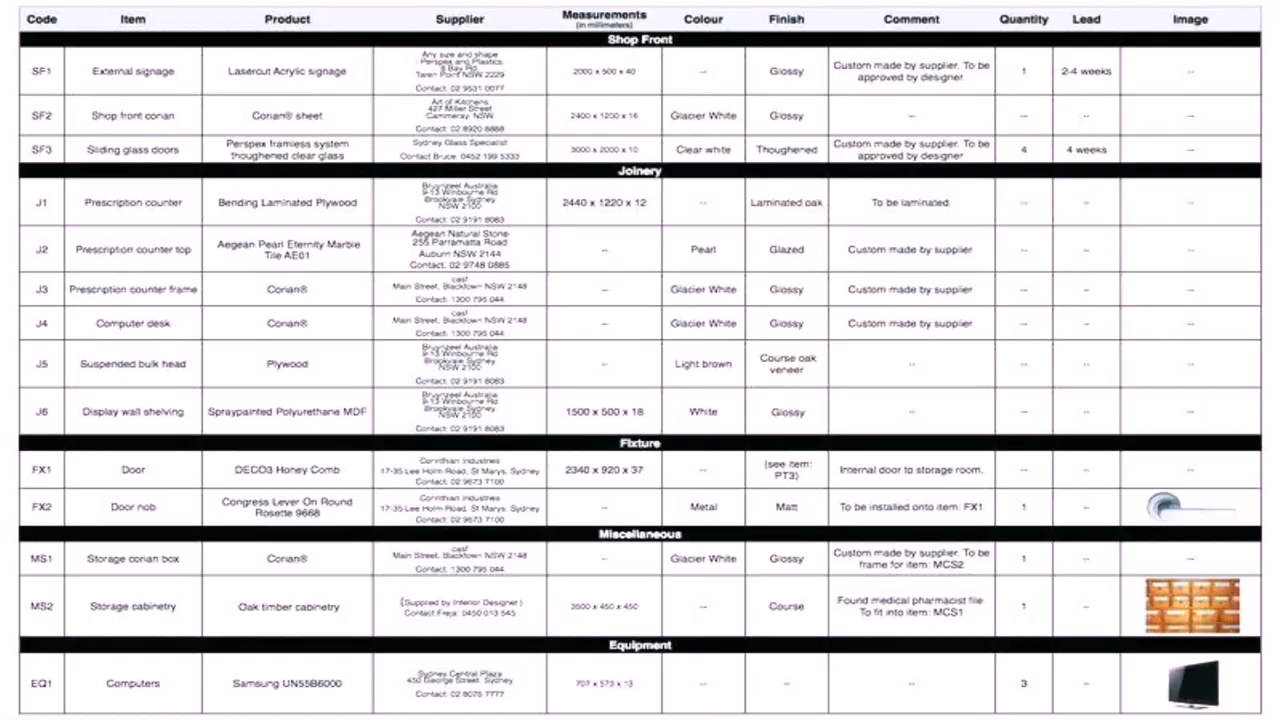 Code Item Product Supplier Measurements Colour Finish Comment Quantity Lead Image
(in millimeters)
Shop Front
SF1 External signage Lasercut Acrylic signage
Any size and shape
- Perspex and Plastics
8 Bay Rd
Taren Point NSW 2229
Contact: 02 9531 0077
2000 x 500 x 40 -- Glossy
Custom made by supplier. To be
approved by designer
1 2-4 weeks --
SF2 Shop front corian Corian® sheet
Art of Kitchens
427 Miller Street
Cammeray, NSW
Contact: 02 8920 8888
2400 x 1200 x 16 Glacier White Glossy -- -- -- --
SF3 Sliding glass doors
Perspex framless system
thoughened clear glass
Sydney Glass Specialist
Contact Bruce: 0452 199 5333
3000 x 2000 x 10 Clear white Thoughened
Custom made by supplier. To be
approved by designer
4 4 weeks --
Joinery
J1 Prescription counter Bending Laminated Plywood
Bruynzeel Australia
9-13 Winbourne Rd
Brookvale Sydney
NSW 2100
Contact: 02 9191 8083
2440 x 1220 x 12 -- Laminated oak To be laminated -- -- --
J2 Prescription counter top
Aegean Pearl Eternity Marble
Tile AE01
Aegean Natural Stone
255 Parramatta Road
Auburn NSW 2144
Contact: 02 9748 0885
-- Pearl Glazed Custom made by supplier -- -- --
J3 Prescription counter frame Corian®
casf
Main Street, Blacktown NSW 2148
Contact: 1300 795 044
-- Glacier White Glossy Custom made by supplier -- -- --
J4 Computer desk Corian®
casf
Main Street, Blacktown NSW 2148
Contact: 1300 795 044
-- Glacier White Glossy Custom made by supplier -- -- --
J5 Suspended bulk head Plywood
Bruynzeel Australia
9-13 Winbourne Rd
Brookvale Sydney
NSW 2100
Contact: 02 9191 8083
-- Light brown
Course oak
veneer
-- -- -- --
J6 Display wall shelving Spraypainted Polyurethane MDF
Bruynzeel Australia
9-13 Winbourne Rd
Brookvale Sydney
NSW 2100
Contact: 02 9191 8083
1500 x 500 x 18 White Glossy -- -- -- --
Fixture
FX1 Door DECO3 Honey Comb
Corinthian Industries
17-35 Lee Holm Road, St Marys, Sydney
Contact: 02 9673 7100
2340 x 920 x 37 --
(see item:
PT3)
Internal door to storage room. -- -- --
FX2 Door nob
Congress Lever On Round
Rosette 9668
Corinthian Industries
17-35 Lee Holm Road, St Marys, Sydney
Contact: 02 9673 7100
-- Metal Matt To be installed onto item: FX1 1 --
Miscellaneous
MS1 Storage corian box Corian®
casf
Main Street, Blacktown NSW 2148
Contact: 1300 795 044
-- Glacier White Glossy
Custom made by supplier. To be
frame for item: MCS2
1 -- --
MS2 Storage cabinetry Oak timber cabinetry
(Supplied by Interior Designer)
Contact Freja: 0450 013 545
3500 x 450 x 450 -- Course
Found medical pharmacist file
To fit into item: MCS1
1 --
Equipment
EQ1 Computers Samsung UN55B6000
Sydney Central Plaza
450 George Street, Sydney
Contact: 02 8075 7777
707 x 573 x 13 -- -- -- 3 --